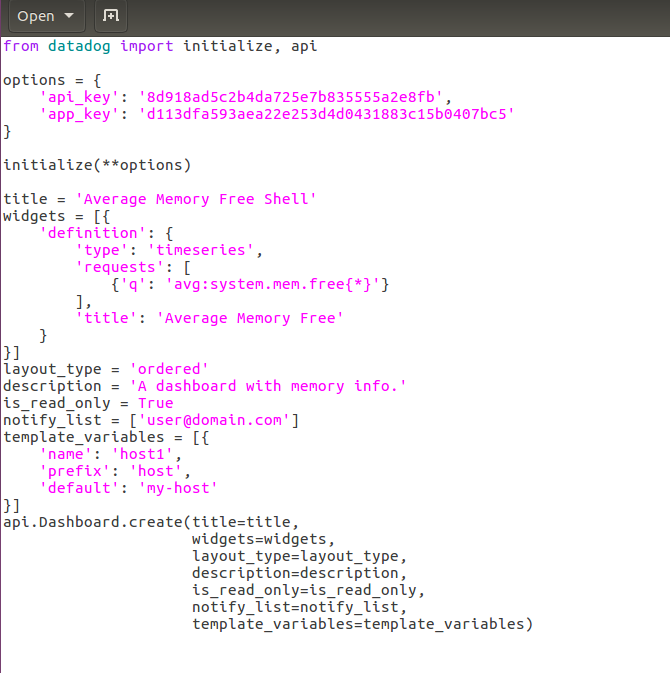 Open
from datadog import initialize, api
options = {
    'api_key': '8d918ad5c2b4da725e7b835555a2e8fb',
    'app_key': 'd113dfa593aea22e253d4d0431883c15b0407bc5'
}
initialize(**options)
title = 'Average Memory Free Shell'
widgets = [{
    'definition': {
        'type': 'timeseries',
        'requests': [
            {'q': 'avg:system.mem.free{*}'}
        ],
        'title': 'Average Memory Free'
    }
}]
layout_type = 'ordered'
description = 'A dashboard with memory info.'
is_read_only = True
notify_list = ['user@domain.com']
template_variables = [{
    'name': 'host1',
    'prefix': 'host',
    'default': 'my-host'
}]
api.Dashboard.create(title=title,
                     widgets=widgets,
                     layout_type=layout_type,
                     description=description,
                     is_read_only=is_read_only,
                     notify_list=notify_list,
                     template_variables=template_variables)